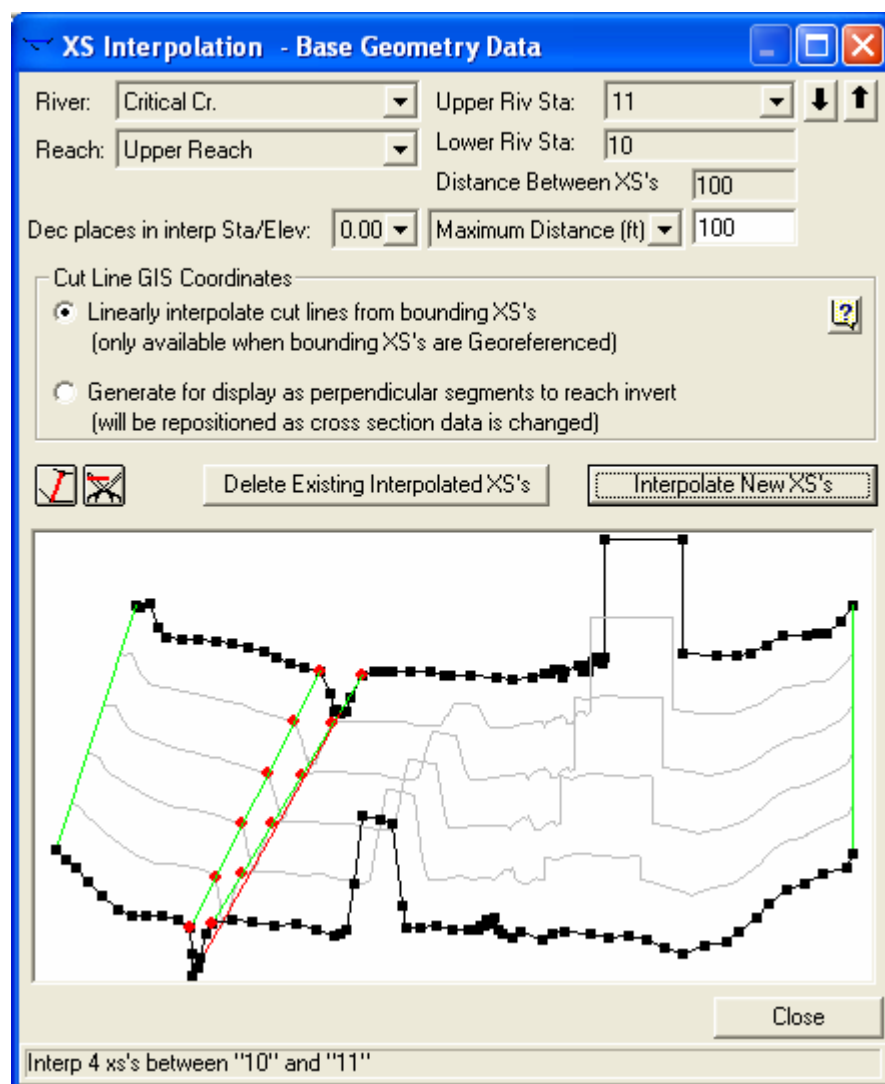 XS Interpolation - Base Geometry Data
River: Critical Cr. Upper Riv Sta: 11
Reach: Upper Reach Lower Riv Sta: 10
Distance Between XS's 100
Dec places in interp Sta/Elev: 0.00 Maximum Distance (ft) 100
Cut Line GIS Coordinates
Linearly interpolate cut lines from bounding XS's
(only available when bounding XS's are Georeferenced)
Generate for display as perpendicular segments to reach invert
(will be repositioned as cross section data is changed)
Delete Existing Interpolated XS's Interpolate New XS's
Close
Interp 4 xs's between "10" and "11"